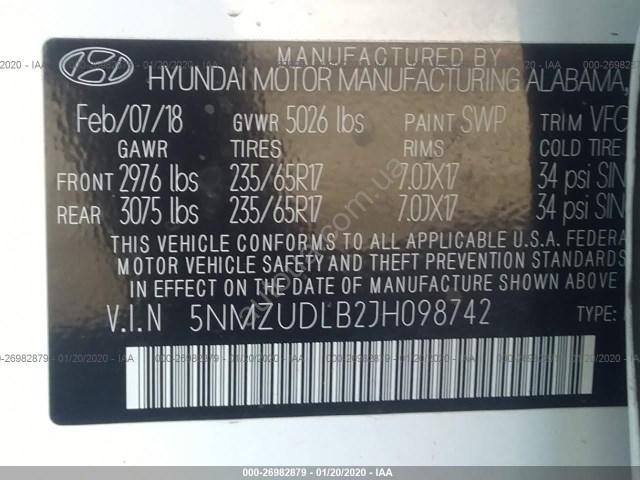 MANUFACTURED BY
HYUNDAI MOTOR MANUFACTURING ALABAMA,
Feb/07/18 GVWR 5026 lbs PAINT SWP TRIM VFG
GAWR TIRES RIMS COLD TIRE
FRONT 2976 lbs 235/65R17 7.0JX17 34 psi SIN
REAR 3075 lbs 235/65R17 7.0JX17 34 psi SIN
THIS VEHICLE CONFORMS TO ALL APPLICABLE U.S.A. FEDERA
MOTOR VEHICLE SAFETY AND THEFT PREVENTION STANDARDS
IN EFFECT ON THE DATE OF MANUFACTURE SHOWN ABOVE
V.I.N 5NMZUDLB2JH098742 TYPE:
000-26982879 | 01/20/2020 - IAA